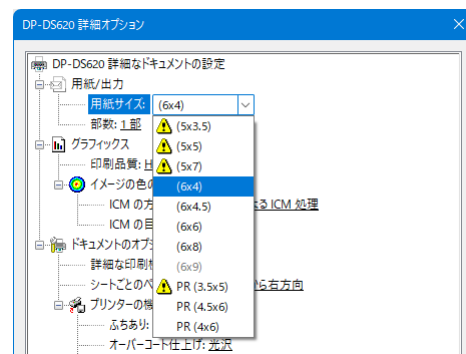 DP-DS620 詳細オプション
DP-DS620 詳細なドキュメントの設定
用紙/出力
用紙サイズ: (6x4)
部数: 1 部
(5x3.5)
グラフィックス
(5x5)
印刷品質: H
(5x7)
イメージの色の
(6x4)
ICM の方
(6x4.5)
る ICM 処理
ICM の目
(6x6)
ドキュメントのオプ
(6x8)
詳細な印刷
(6x9)
シートごとのペ
PR (3.5x5)
から右方向
プリンターの機
PR (4.5x6)
ふちあり:
PR (4x6)
オーバーコート仕上げ: 光沢